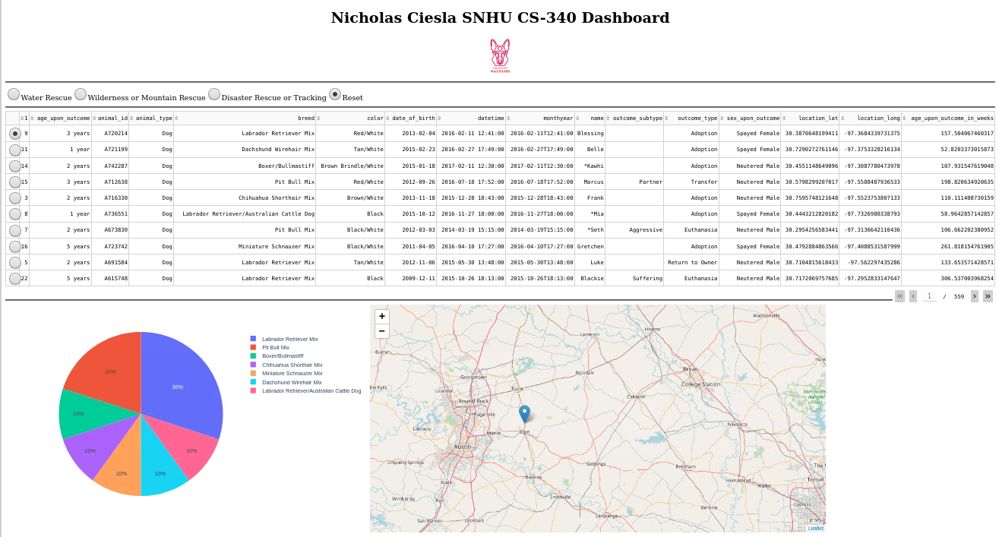 Nicholas Ciesla SNHU CS-340 Dashboard
SALVARE
Water Rescue Wilderness or Mountain Rescue Disaster Rescue or Tracking Reset
1 age_upon_outcome animal_id animal_type breed color date_of_birth datetime monthyear name outcome_subtype outcome_type sex_upon_outcome location_lat location_long age_upon_outcome_in_weeks
9 3 years A720214 Dog Labrador Retriever Mix Red/White 2013-02-04 2016-02-11 12:41:00 2016-02-11T12:41:00 Blessing Adoption Spayed Female 30.3870648199411 -97.3684339731375 157.504067460317
11 1 year A721199 Dog Dachshund Wirehair Mix Tan/White 2015-02-23 2016-02-27 17:49:00 2016-02-27T17:49:00 Belle Adoption Spayed Female 30.7290272761146 -97.3753328216154 52.8203373015873
14 2 years A742287 Dog Boxer/Bullmastiff Brown Brindle/White 2015-01-18 2017-02-11 12:30:00 2017-02-11T12:30:00 *Kawhi Adoption Neutered Male 30.4551148649096 -97.3087780473978 107.931547619048
15 3 years A712638 Dog Pit Bull Mix Red/White 2012-09-26 2016-07-18 17:52:00 2016-07-18T17:52:00 Marcus Partner Transfer Neutered Male 30.5798299207017 -97.5588487936533 198.820634920635
3 2 years A716330 Dog Chihuahua Shorthair Mix Brown/White 2013-11-18 2015-12-28 18:43:00 2015-12-28T18:43:00 Frank Adoption Neutered Male 30.7595748121648 -97.5523753807133 110.111408730159
8 1 year A736551 Dog Labrador Retriever/Australian Cattle Dog Black 2015-10-12 2016-11-27 18:00:00 2016-11-27T18:00:00 *Mia Adoption Spayed Female 30.4443212820182 -97.7326980338793 58.9642857142857
7 2 years A673830 Dog Pit Bull Mix Black/White 2012-03-03 2014-03-19 15:15:00 2014-03-19T15:15:00 *Seth Aggressive Euthanasia Neutered Male 30.2954256583441 -97.3136642110436 106.662202380952
16 5 years A723742 Dog Miniature Schnauzer Mix Black/White 2011-04-05 2016-04-10 17:27:00 2016-04-10T17:27:00 Gretchen Adoption Spayed Female 30.4792884863566 -97.4088531587999 261.818154761905
5 2 years A691584 Dog Labrador Retriever Mix Tan/White 2012-11-06 2015-05-30 13:48:00 2015-05-30T13:48:00 Luke Return to Owner Neutered Male 30.7104815618433 -97.562297435286 133.653571428571
22 5 years A615748 Dog Labrador Retriever Mix Black 2009-12-11 2015-10-26 18:13:00 2015-10-26T18:13:00 Blackie Suffering Euthanasia Neutered Male 30.7172069757685 -97.2952833147647 306.537003968254
« ‹ 1 / 559 › »
30%
20%
10%
10%
10%
10%
10%
Labrador Retriever Mix
Pit Bull Mix
Boxer/Bullmastiff
Chihuahua Shorthair Mix
Miniature Schnauzer Mix
Dachshund Wirehair Mix
Labrador Retriever/Australian Cattle Dog
+
−
Madisonville
Hearne
Cameron
Burnet
Hunt
Rockdale
Bryan
Georgetown
College Station
ble Falls
Leander
Taylor
Caldwell
Sam Houston
National
Forest
Round Rock
Pflugerville
Lakeway
Manor
Elgin
Navasota
Austin
Dripping Springs
Giddings
Brenham
The
Bastrop
Buda
Hempstead
Waller
Tomball
Wimberley
Kyle
Smithville
Bellville
Cypress
San Marcos
Lockhart
La Grange
Jersey
Leaflet